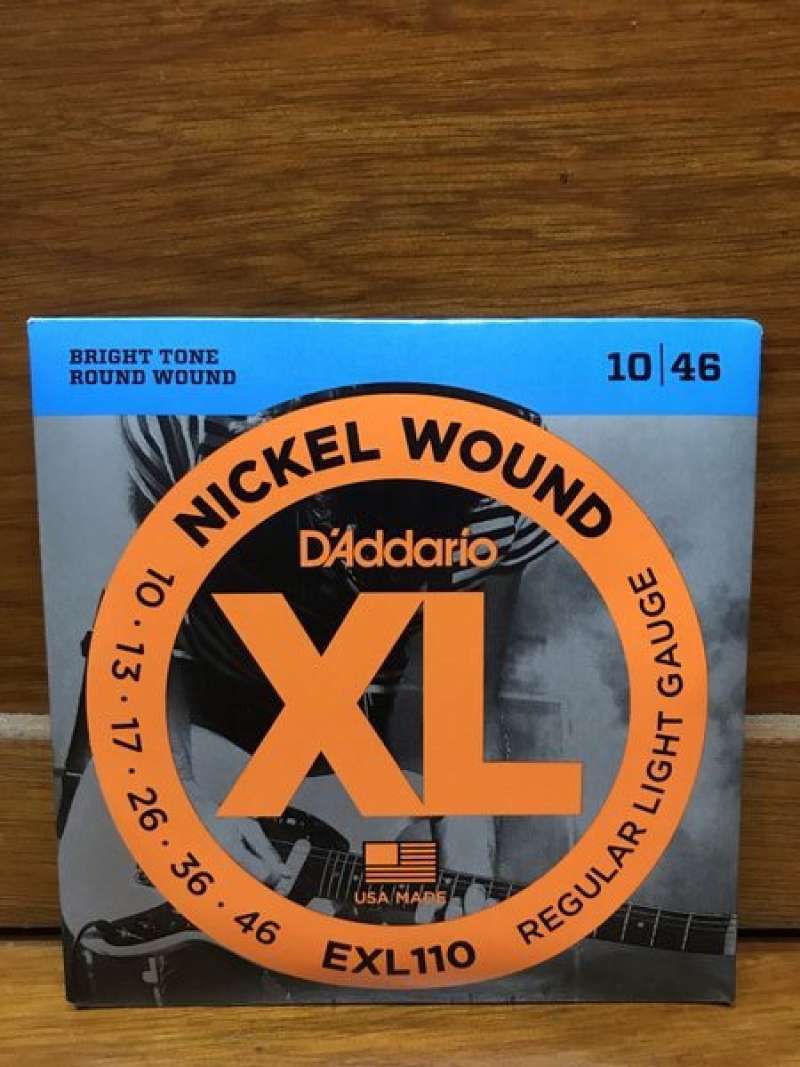 BRIGHT TONE
ROUND WOUND
10|46
NICKEL WOUND
D'Addario
XL
10 · 13 · 17 · 26 · 36 · 46
REGULAR LIGHT GAUGE
USA MADE
EXL110